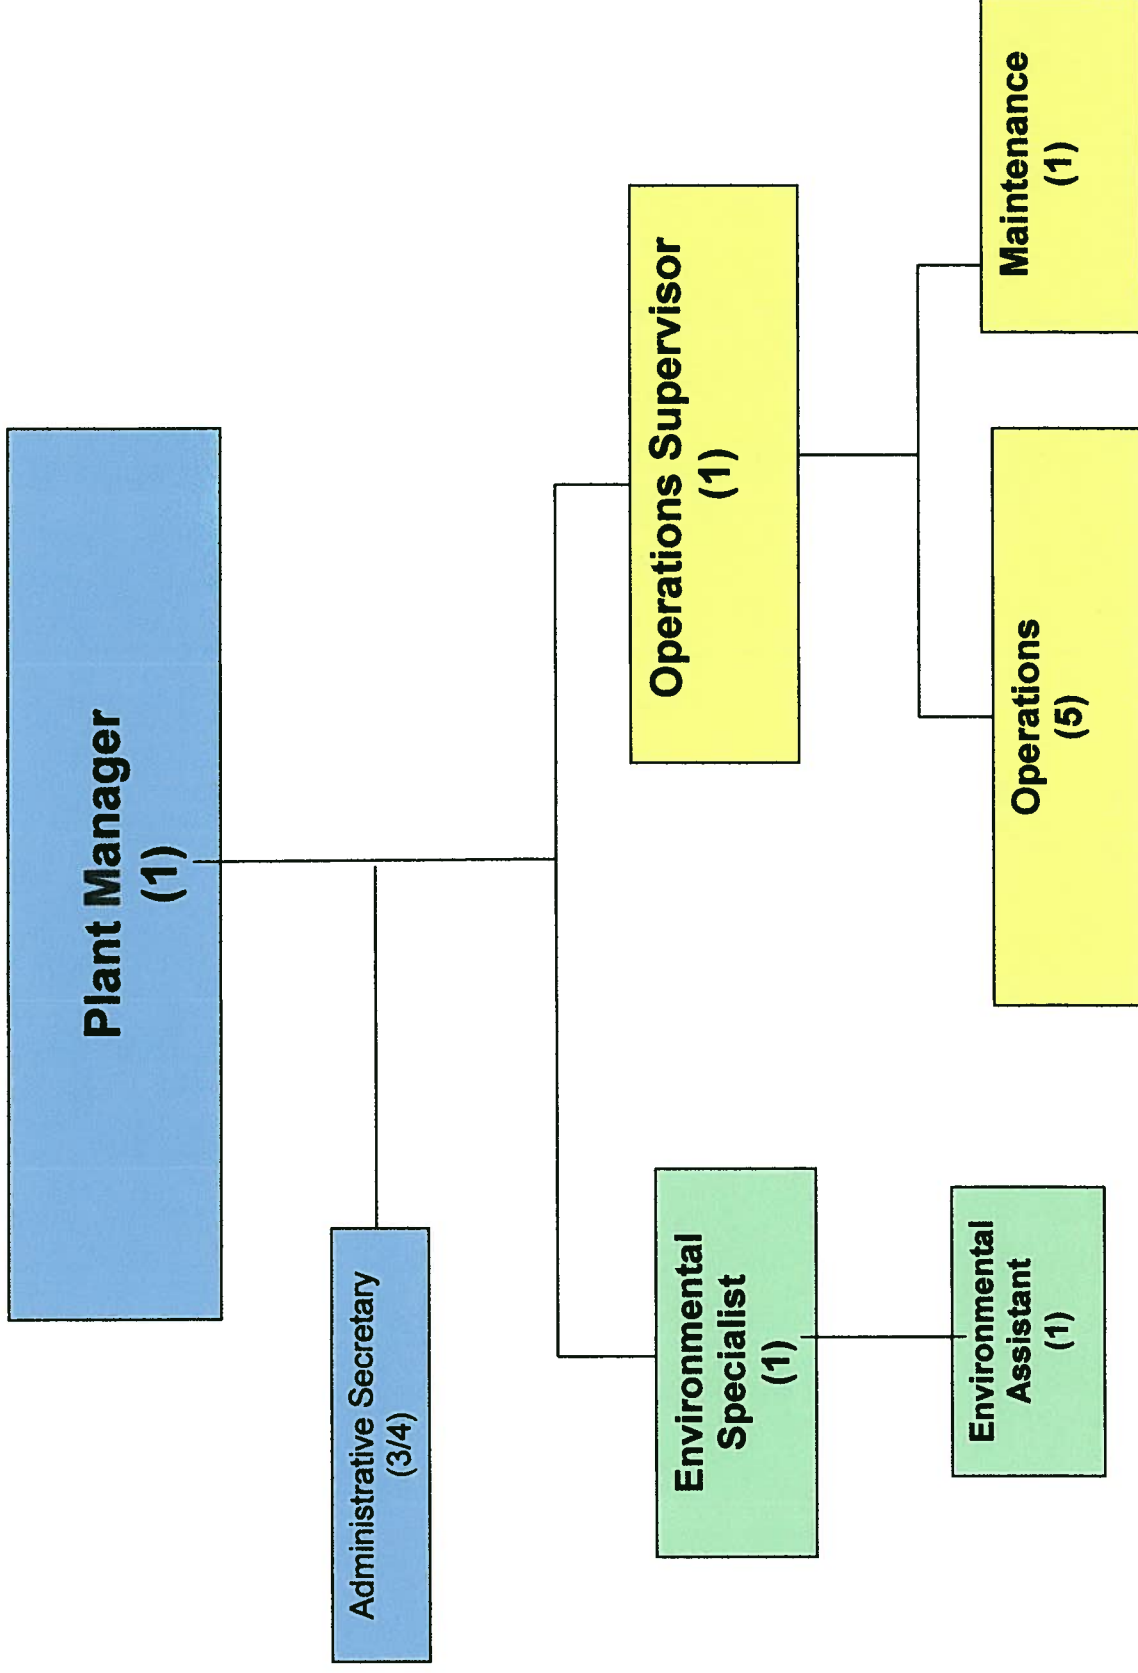 Plant Manager
(1)
Administrative Secretary
(3/4)
Environmental
Specialist
(1)
Operations Supervisor
(1)
Environmental
Assistant
(1)
Operations
(5)
Maintenance
(1)